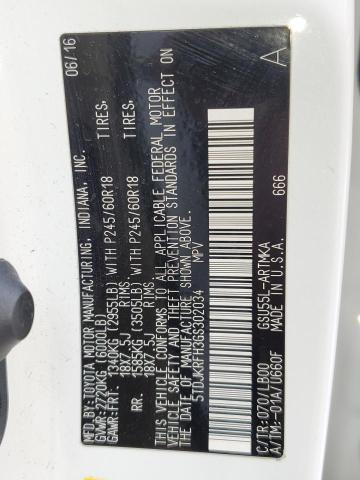 MFD. BY: TOYOTA MOTOR MANUFACTURING, INDIANA, INC. 06/16
GVWR:2720KG (6000LB)
GAWR:FRT. 1340KG (2955LB) WITH P245/60R18 TIRES,
18X7.5J RIMS
RR. 1585KG (3505LB) WITH P245/60R18 TIRES,
18X7.5J RIMS
THIS VEHICLE CONFORMS TO ALL APPLICABLE FEDERAL MOTOR
VEHICLE SAFETY AND THEFT PREVENTION STANDARDS IN EFFECT
ON THE DATE OF MANUFACTURE SHOWN ABOVE.
5TDJKRFH3GS302034 MPV A
C/TR:070/LB00 GSU55L-ARTMKA 666
A/TM:-01A/U660F MADE IN U.S.A.